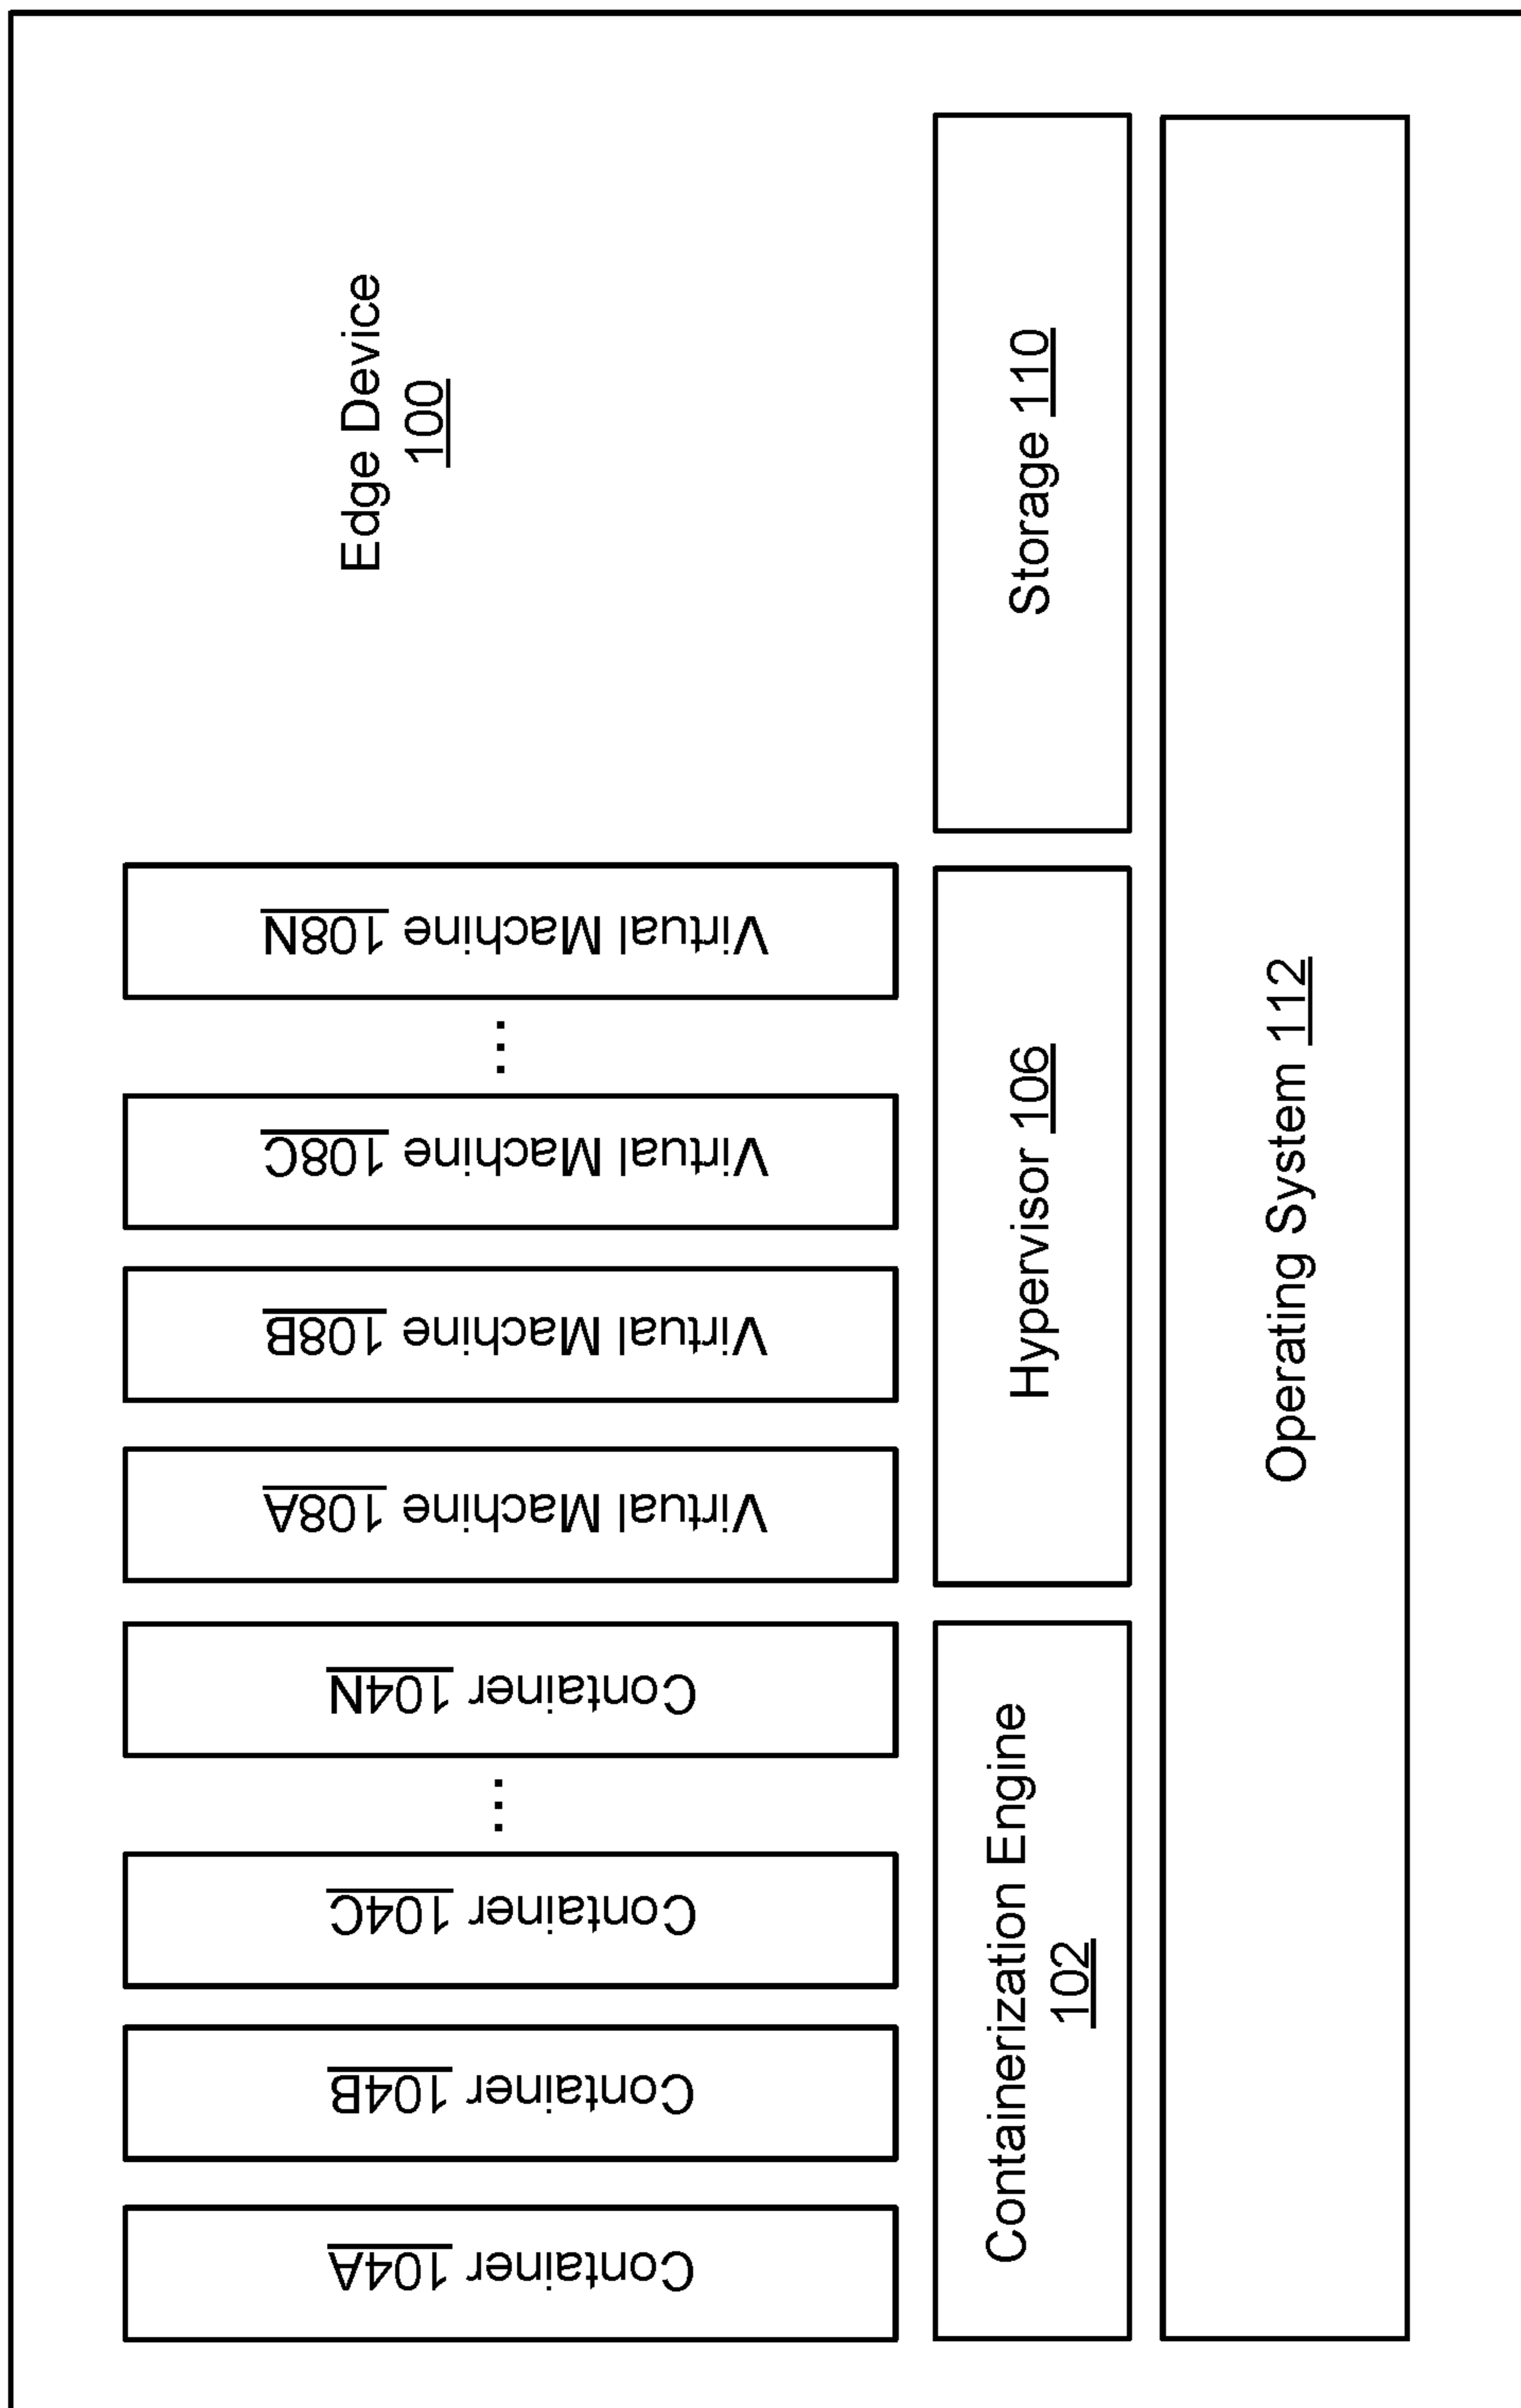 Edge Device
100
Container 104A
Container 104B
Container 104C
...
Container 104N
Virtual Machine 108A
Virtual Machine 108B
Virtual Machine 108C
...
Virtual Machine 108N
Containerization Engine
102
Hypervisor 106
Storage 110
Operating System 112